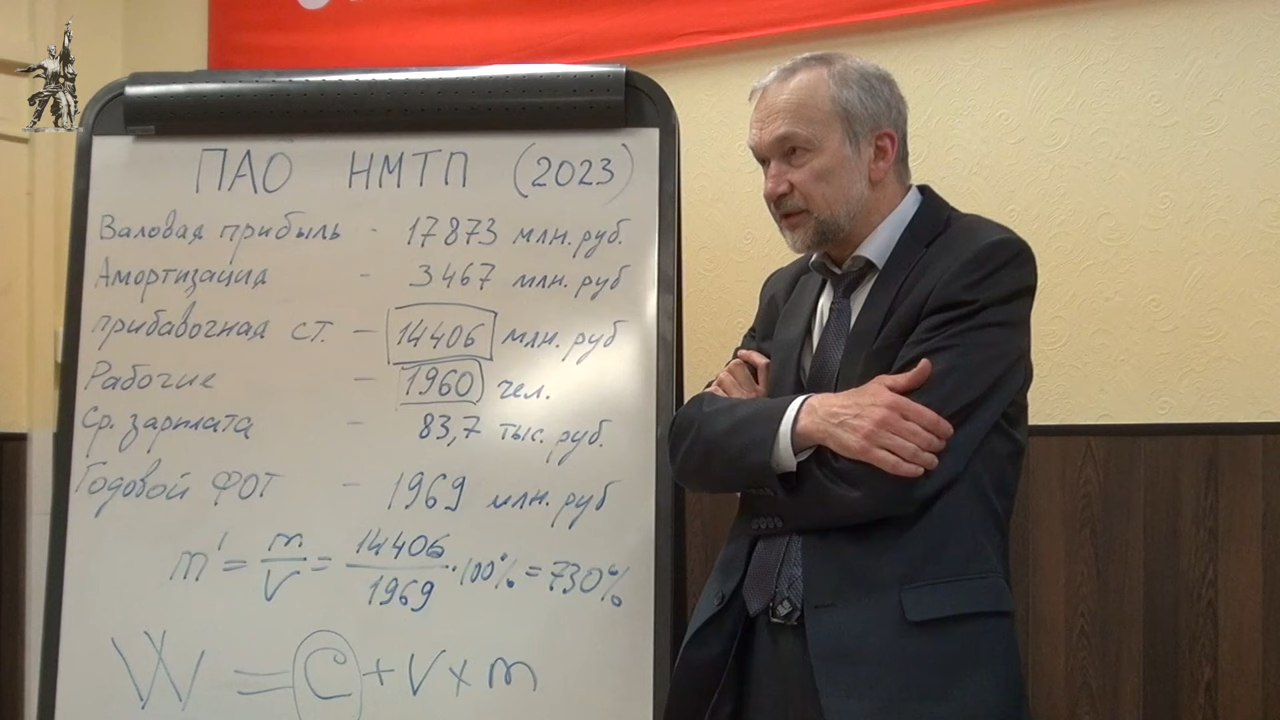 ПАО НМТП (2023)
Валовая прибыль - 17873 млн. руб.
Амортизация - 3467 млн. руб
прибавочная ст. - 14406 млн. руб
Рабочие - 1960 чел.
Ср. зарплата - 83,7 тыс. руб.
Годовой ФОТ - 1969 млн. руб
m' = m/V = 14406/1969 · 100% = 730%
W = C + V x m